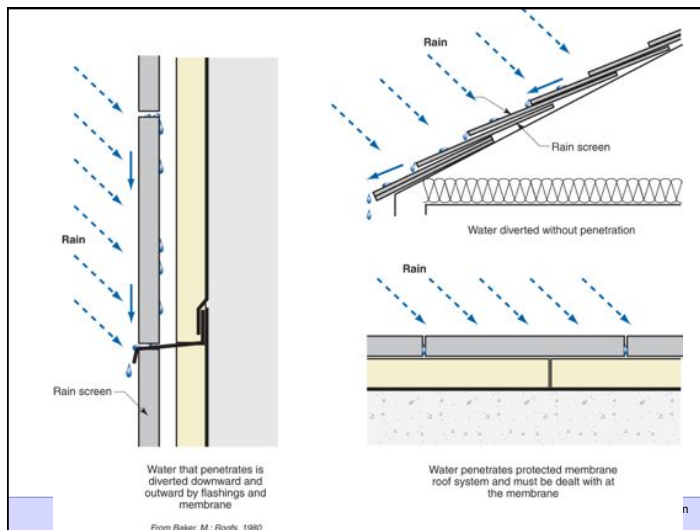 Rain
Rain screen
Water that penetrates is
diverted downward and
outward by flashings and
membrane
From Baker, M.; Roofs, 1980
Rain
Rain screen
Water diverted without penetration
Rain
Water penetrates protected membrane
roof system and must be dealt with at
the membrane